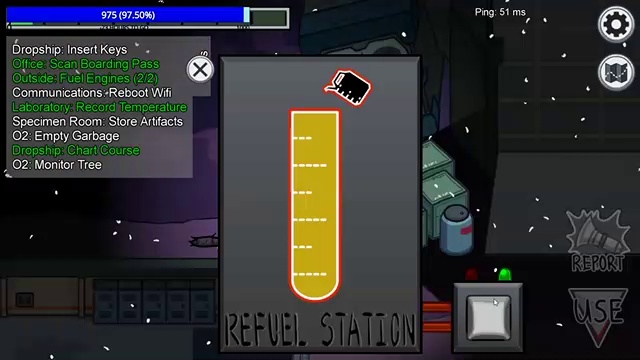 975 (97.50%)
Ping: 51 ms
Dropship: Insert Keys
Office: Scan Boarding Pass
Outside: Fuel Engines (2/2)
Communications: Reboot Wifi
Laboratory: Record Temperature
Specimen Room: Store Artifacts
O2: Empty Garbage
Dropship: Chart Course
O2: Monitor Tree
REPORT
USE
REFUEL STATION